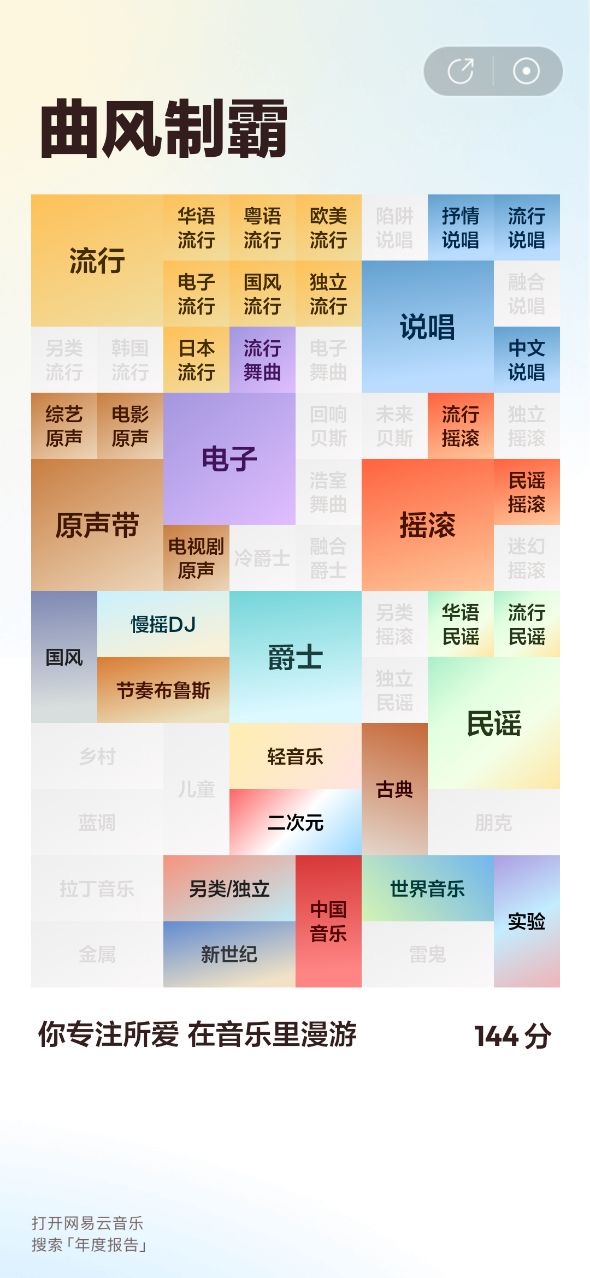 曲风制霸
流行
华语
流行
粤语
流行
欧美
流行
陷阱
说唱
抒情
说唱
流行
说唱
电子
流行
国风
流行
独立
流行
说唱
融合
说唱
另类
流行
韩国
流行
日本
流行
流行
舞曲
电子
舞曲
中文
说唱
综艺
原声
电影
原声
电子
回响
贝斯
未来
贝斯
流行
摇滚
独立
摇滚
原声带
浩室
舞曲
摇滚
民谣
摇滚
电视剧
原声
冷爵士
融合
爵士
迷幻
摇滚
国风
慢摇DJ
爵士
另类
摇滚
华语
民谣
流行
民谣
节奏布鲁斯
独立
民谣
民谣
乡村
儿童
轻音乐
古典
蓝调
二次元
朋克
拉丁音乐
另类/独立
中国
音乐
世界音乐
实验
金属
新世纪
雷鬼
你专注所爱 在音乐里漫游
144 分
打开网易云音乐
搜索「年度报告」